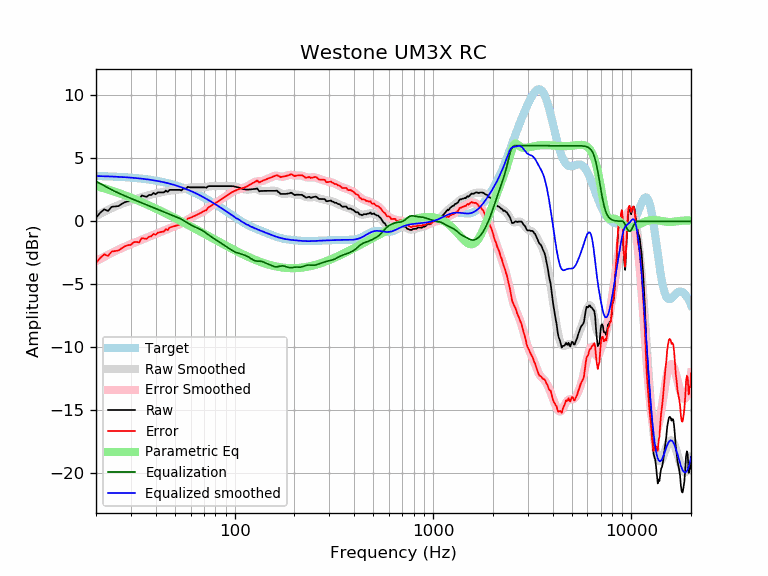 Westone UM3X RC
Amplitude (dBr)
10
5
0
−5
−10
−15
−20
Target
Raw Smoothed
Error Smoothed
Raw
Error
Parametric Eq
Equalization
Equalized smoothed
100 1000 10000
Frequency (Hz)